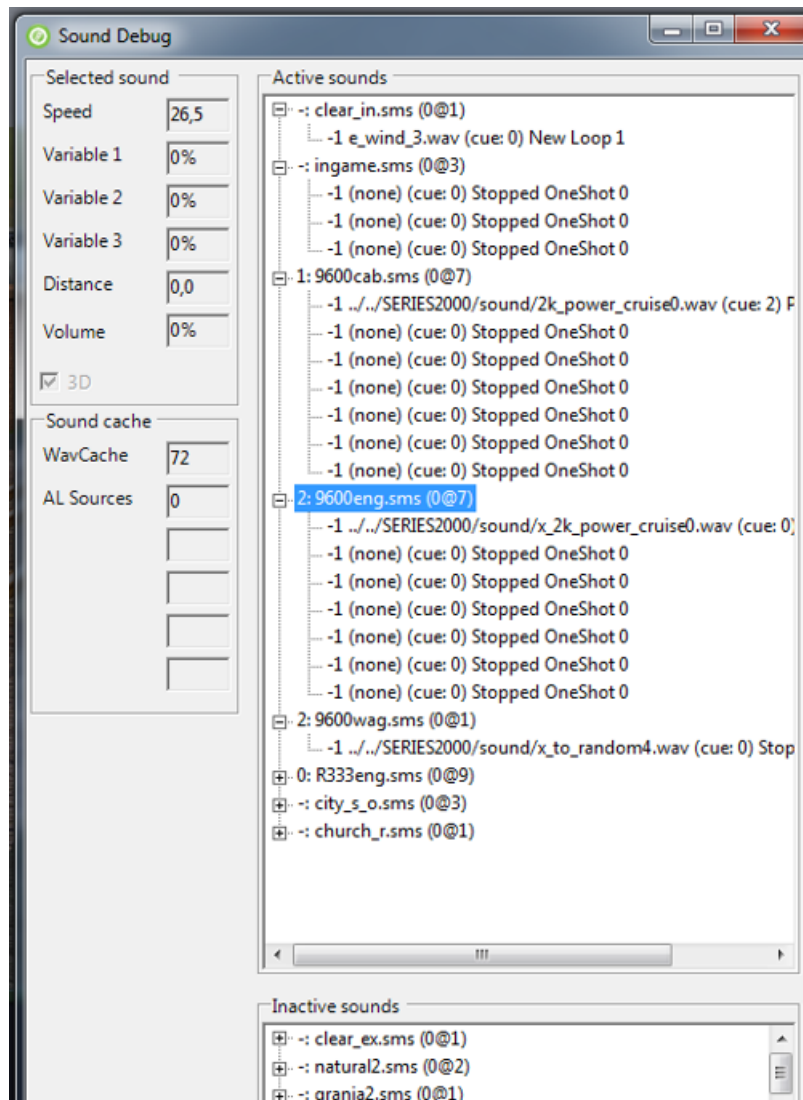 Sound Debug
Selected sound
Speed 26,5
Variable 1 0%
Variable 2 0%
Variable 3 0%
Distance 0,0
Volume 0%
3D
Sound cache
WavCache 72
AL Sources 0
Active sounds
-: clear_in.sms (0@1)
-1 e_wind_3.wav (cue: 0) New Loop 1
-: ingame.sms (0@3)
-1 (none) (cue: 0) Stopped OneShot 0
-1 (none) (cue: 0) Stopped OneShot 0
-1 (none) (cue: 0) Stopped OneShot 0
1: 9600cab.sms (0@7)
-1 ../../SERIES2000/sound/2k_power_cruise0.wav (cue: 2) P
-1 (none) (cue: 0) Stopped OneShot 0
-1 (none) (cue: 0) Stopped OneShot 0
-1 (none) (cue: 0) Stopped OneShot 0
-1 (none) (cue: 0) Stopped OneShot 0
-1 (none) (cue: 0) Stopped OneShot 0
-1 (none) (cue: 0) Stopped OneShot 0
2: 9600eng.sms (0@7)
-1 ../../SERIES2000/sound/x_2k_power_cruise0.wav (cue: 0)
-1 (none) (cue: 0) Stopped OneShot 0
-1 (none) (cue: 0) Stopped OneShot 0
-1 (none) (cue: 0) Stopped OneShot 0
-1 (none) (cue: 0) Stopped OneShot 0
-1 (none) (cue: 0) Stopped OneShot 0
-1 (none) (cue: 0) Stopped OneShot 0
2: 9600wag.sms (0@1)
-1 ../../SERIES2000/sound/x_to_random4.wav (cue: 0) Stop
0: R333eng.sms (0@9)
-: city_s_o.sms (0@3)
-: church_r.sms (0@1)
Inactive sounds
-: clear_ex.sms (0@1)
-: natural2.sms (0@2)
-: granja2.sms (0@1)